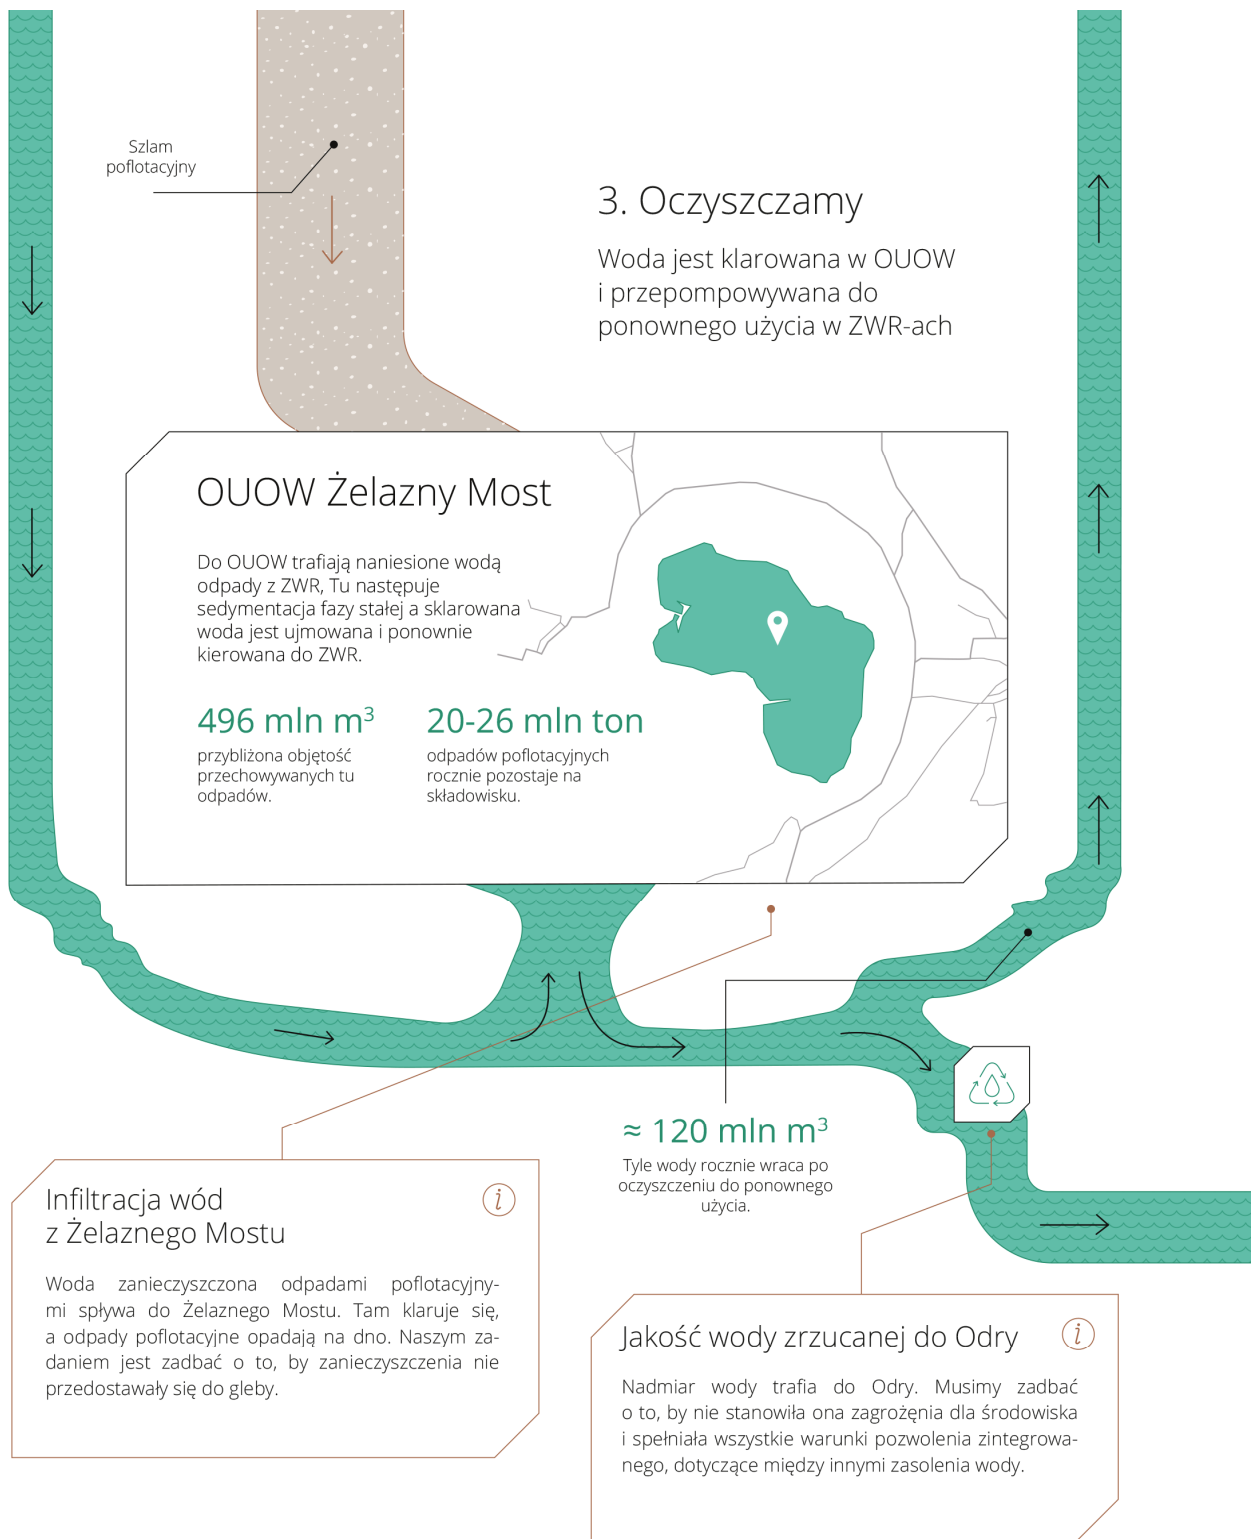 Szlam
poflotacyjny
3. Oczyszczamy
Woda jest klarowana w OUOW
i przepompowywana do
ponownego użycia w ZWR-ach
OUOW Żelazny Most
Do OUOW trafiają naniesione wodą
odpady z ZWR, Tu następuje
sedymentacja fazy stałej a sklarowana
woda jest ujmowana i ponownie
kierowana do ZWR.
496 mln m³
przybliżona objętość
przechowywanych tu
odpadów.
20-26 mln ton
odpadów poflotacyjnych
rocznie pozostaje na
składowisku.
≈ 120 mln m³
Tyle wody rocznie wraca po
oczyszczeniu do ponownego
użycia.
Infiltracja wód
z Żelaznego Mostu
i
Woda zanieczyszczona odpadami poflotacyjny-
mi spływa do Żelaznego Mostu. Tam klaruje się,
a odpady poflotacyjne opadają na dno. Naszym za-
daniem jest zadbać o to, by zanieczyszczenia nie
przedostawały się do gleby.
Jakość wody zrzucanej do Odry
i
Nadmiar wody trafia do Odry. Musimy zadbać
o to, by nie stanowiła ona zagrożęnia dla środowiska
i spełniała wszystkie warunki pozwolenia zintegrowa-
nego, dotyczące między innymi zasolenia wody.